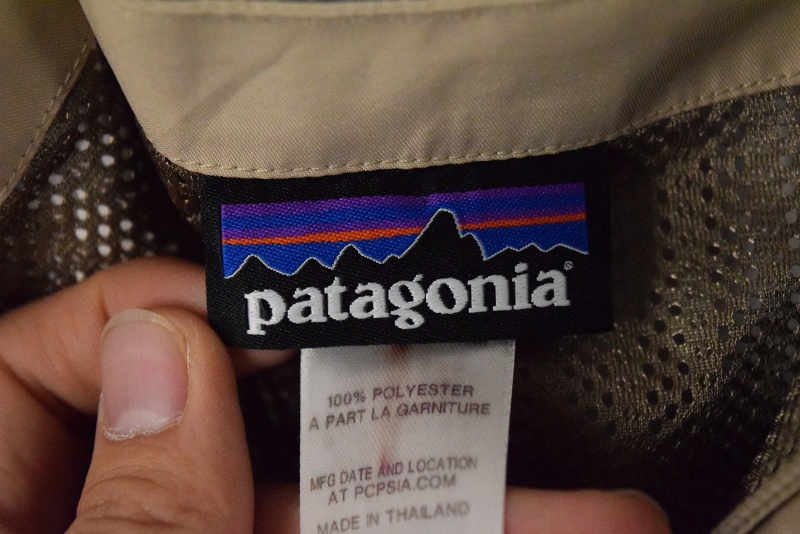 patagonia®
100% POLYESTER
A PART LA GARNITURE
MFG DATE AND LOCATION
AT PCPSIA.COM
MADE IN THAILAND